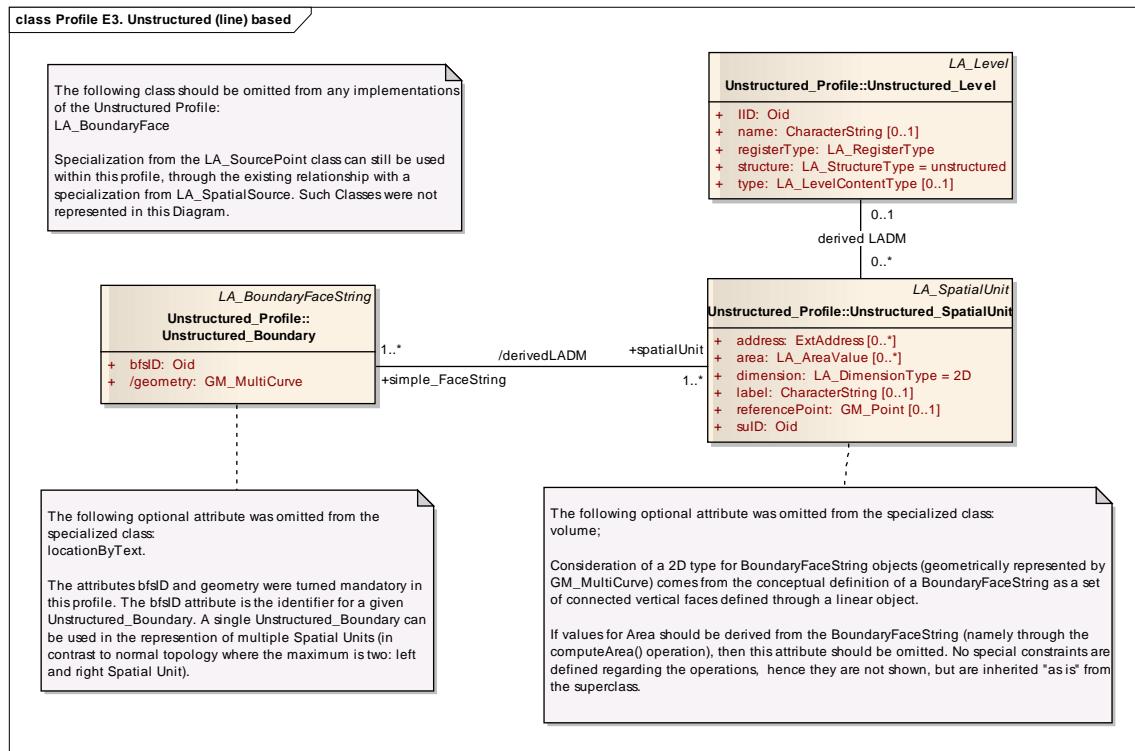 class Profile E3. Unstructured (line) based
The following class should be omitted from any implementations
of the Unstructured Profile:
LA_BoundaryFace
Specialization from the LA_SourcePoint class can still be used
within this profile, through the existing relationship with a
specialization from LA_SpatialSource. Such Classes were not
represented in this Diagram.
LA_Level
Unstructured_Profile::Unstructured_Level
+ lID: Oid
+ name: CharacterString [0..1]
+ registerType: LA_RegisterType
+ structure: LA_StructureType = unstructured
+ type: LA_LevelContentType [0..1]
0..1
derived LADM
0..*
LA_BoundaryFaceString
Unstructured_Profile::
Unstructured_Boundary
+ bfsID: Oid
+ /geometry: GM_MultiCurve
1..*
+simple_FaceString
/derivedLADM
+spatialUnit
1..*
LA_SpatialUnit
Unstructured_Profile::Unstructured_SpatialUnit
+ address: ExtAddress [0..*]
+ area: LA_AreaValue [0..*]
+ dimension: LA_DimensionType = 2D
+ label: CharacterString [0..1]
+ referencePoint: GM_Point [0..1]
+ suID: Oid
The following optional attribute was omitted from the
specialized class:
locationByText.
The attributes bfsID and geometry were turned mandatory in
this profile. The bfsID attribute is the identifier for a given
Unstructured_Boundary. A single Unstructured_Boundary can
be used in the represention of multiple Spatial Units (in
contrast to normal topology where the maximum is two: left
and right Spatial Unit).
The following optional attribute was omitted from the specialized class:
volume;
Consideration of a 2D type for BoundaryFaceString objects (geometrically represented by
GM_MultiCurve) comes from the conceptual definition of a BoundaryFaceString as a set
of connected vertical faces defined through a linear object.
If values for Area should be derived from the BoundaryFaceString (namely through the
computeArea() operation), then this attribute should be omitted. No special constraints are
defined regarding the operations, hence they are not shown, but are inherited "as is" from
the superclass.